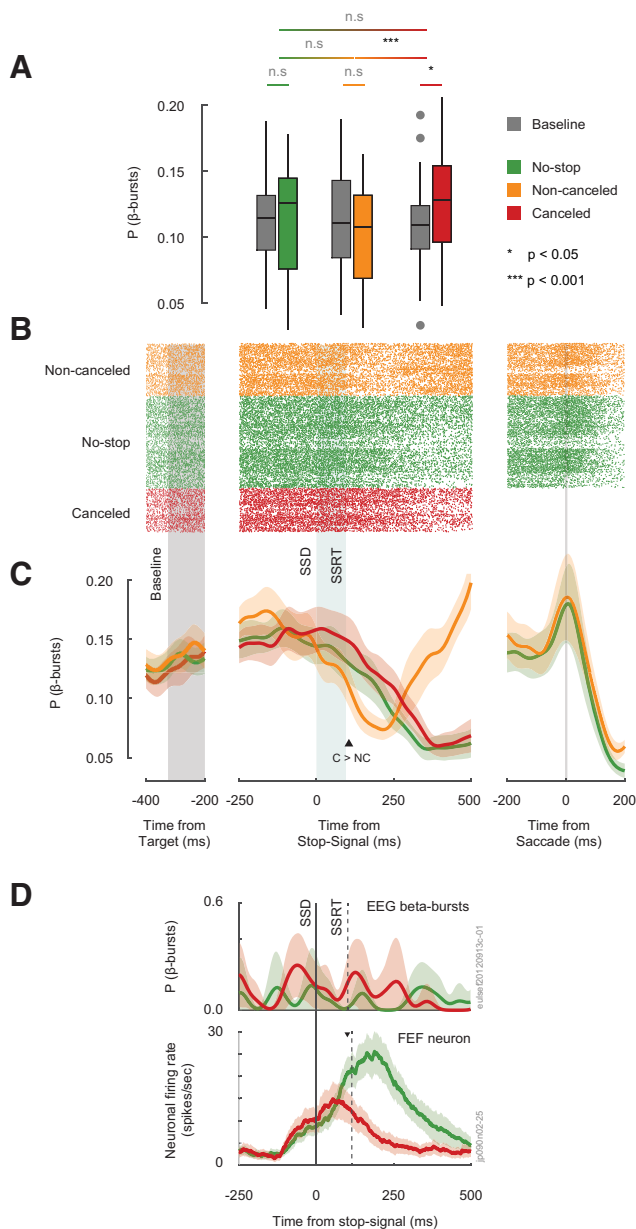 n.s
n.s ***
A n.s n.s *
0.20
0.15
0.10
0.05
P (β-bursts)
Baseline
No-stop
Non-canceled
Canceled
* p < 0.05
*** p < 0.001
B
Non-canceled
No-stop
Canceled
C
Baseline
SSD
SSRT
0.20
0.15
0.10
0.05
P (β-bursts)
C > NC
-400 -200
-250 0 250 500
-200 0 200
Time from
Target (ms)
Time from
Stop-Signal (ms)
Time from
Saccade (ms)
D
0.6
0.0
P (β-bursts)
SSD
SSRT
EEG beta-bursts
eulsef20120913c-01
30
0
Neuronal firing rate
(spikes/sec)
FEF neuron
jp090n02-25
-250 0 250 500
Time from stop-signal (ms)